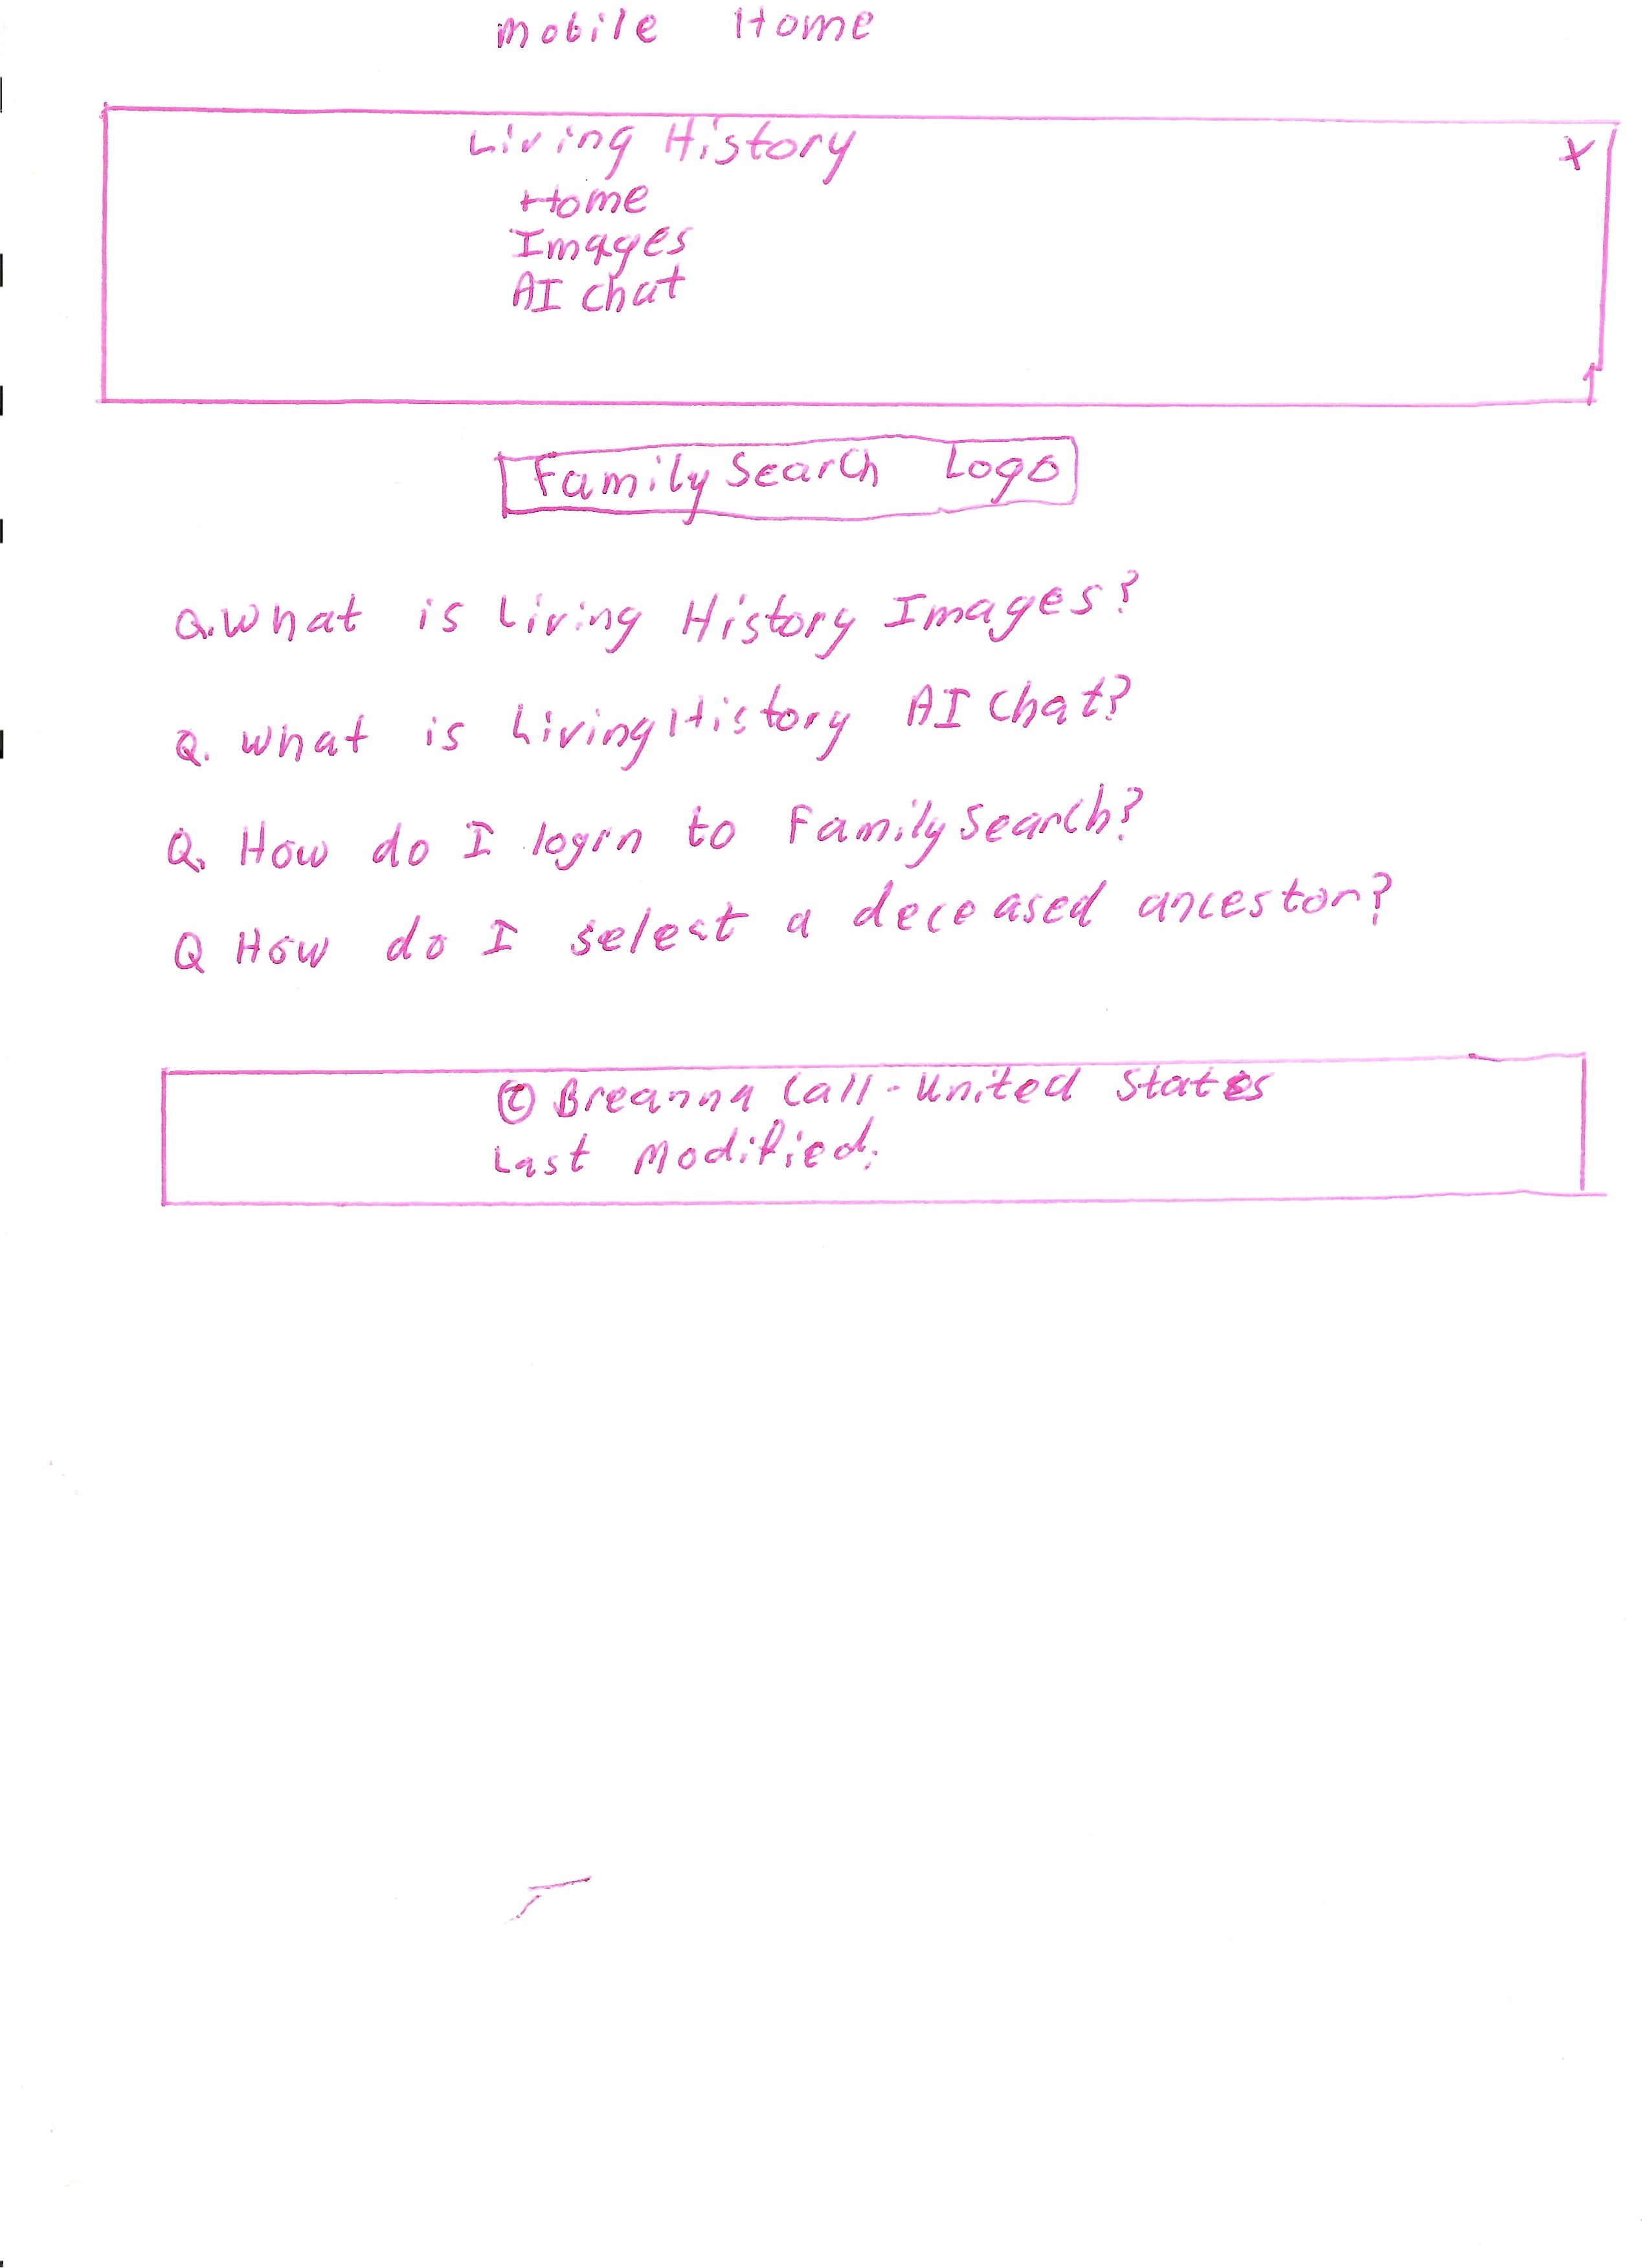 Mobile Home
Living History X
Home
Images
AI Chat
FamilySearch Logo
Q. What is Living History Images?
Q. What is Living History AI Chat?
Q. How do I login to FamilySearch?
Q How do I select a deceased ancestor?
© Breanna Call - United States
Last Modified: